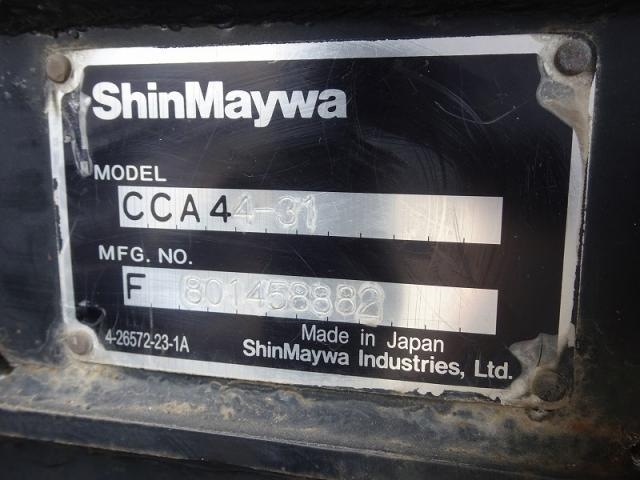 ShinMaywa
MODEL
CCA44-31
MFG. NO.
F 801458882
4-26572-23-1A
Made in Japan
ShinMaywa Industries, Ltd.